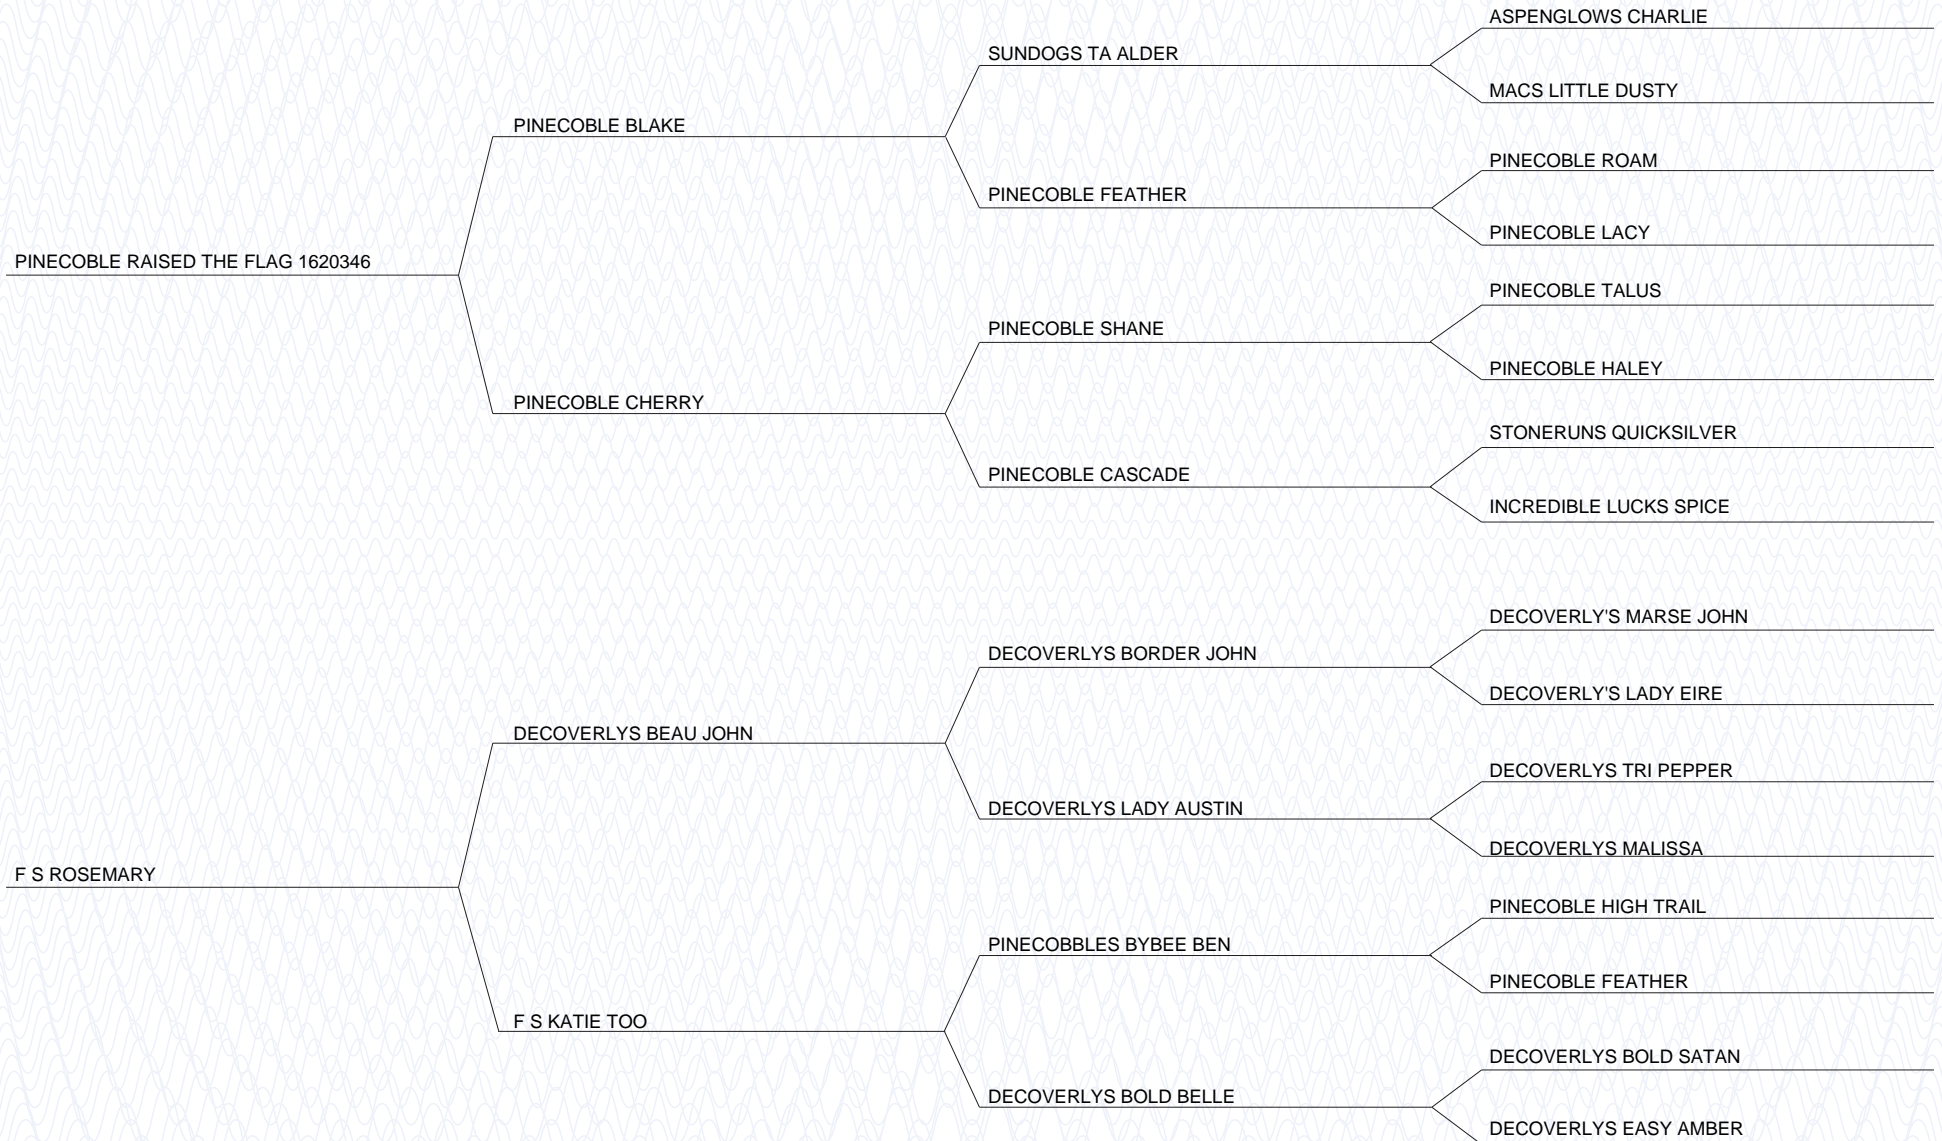 ASPENGLOWS CHARLIE
SUNDOGS TA ALDER
MACS LITTLE DUSTY
PINECOBLE BLAKE
PINECOBLE ROAM
PINECOBLE FEATHER
PINECOBLE LACY
PINECOBLE RAISED THE FLAG 1620346
PINECOBLE TALUS
PINECOBLE SHANE
PINECOBLE HALEY
PINECOBLE CHERRY
STONERUNS QUICKSILVER
PINECOBLE CASCADE
INCREDIBLE LUCKS SPICE
DECOVERLY'S MARSE JOHN
DECOVERLYS BORDER JOHN
DECOVERLY'S LADY EIRE
DECOVERLYS BEAU JOHN
DECOVERLYS TRI PEPPER
DECOVERLYS LADY AUSTIN
DECOVERLYS MALISSA
F S ROSEMARY
PINECOBLE HIGH TRAIL
PINECOBBLES BYBEE BEN
PINECOBLE FEATHER
F S KATIE TOO
DECOVERLYS BOLD SATAN
DECOVERLYS BOLD BELLE
DECOVERLYS EASY AMBER